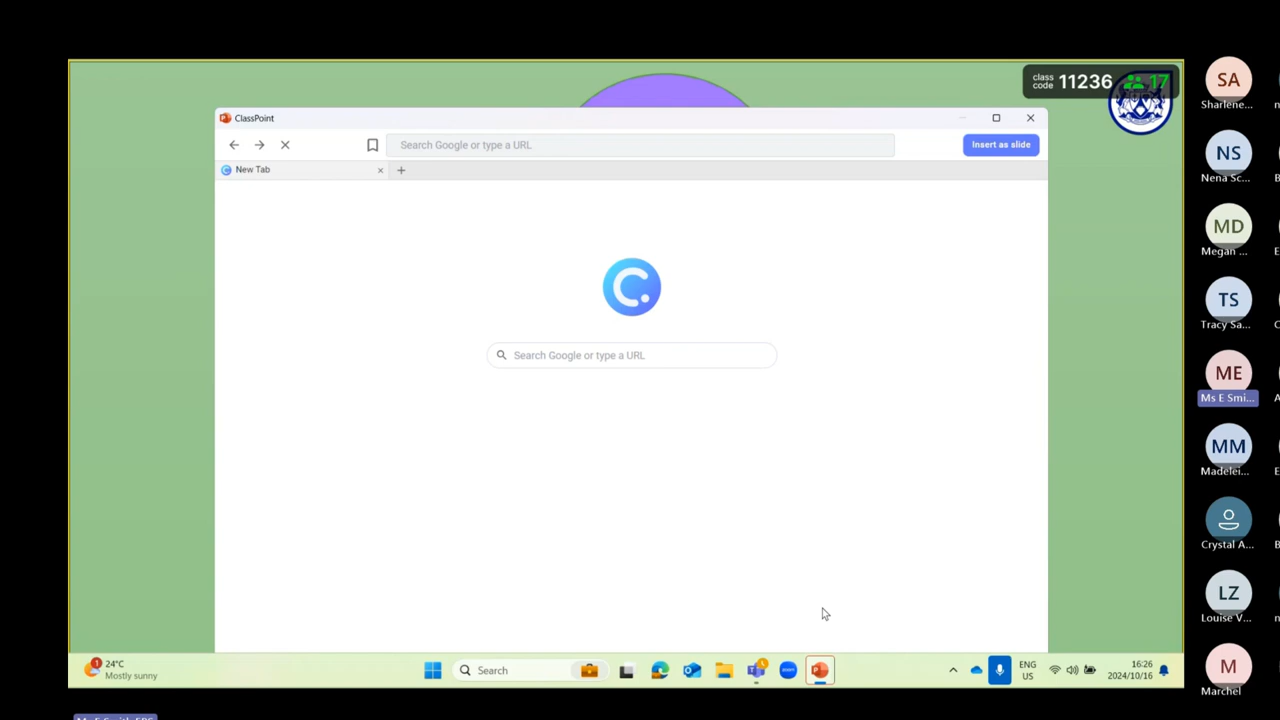 class code 11236 17
ClassPoint
Search Google or type a URL
Insert as slide
New Tab
Search Google or type a URL
SA
Sharlene...
NS
Nena Sc...
MD
Megan ...
TS
Tracy Sa...
ME
Ms E Smi...
MM
Madelei...
Crystal A...
LZ
Louise V...
M
Marchel
1
24°C
Mostly sunny
Search
ENG
US
16:26
2024/10/16